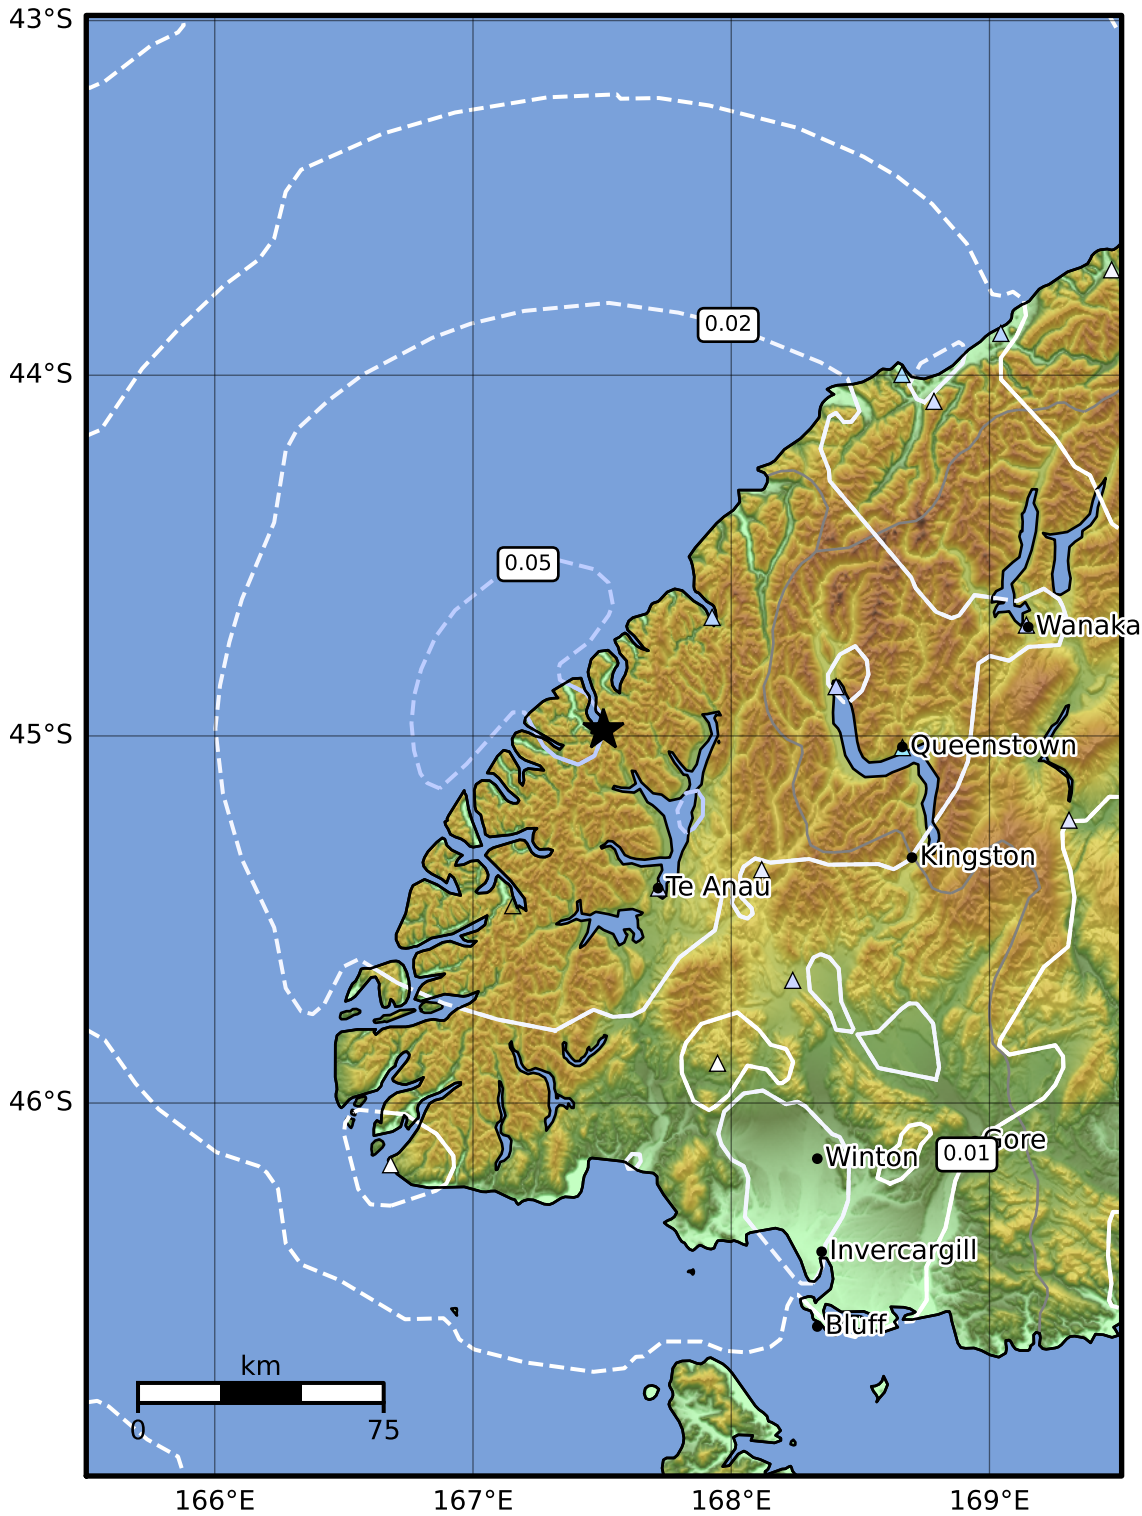 43°S
0.02
44°S
0.05
Wanaka
45°S
Queenstown
Kingston
Te Anau
46°S
Gore
0.01
Winton
Invercargill
Bluff
km
0 75
166°E 167°E 168°E 169°E